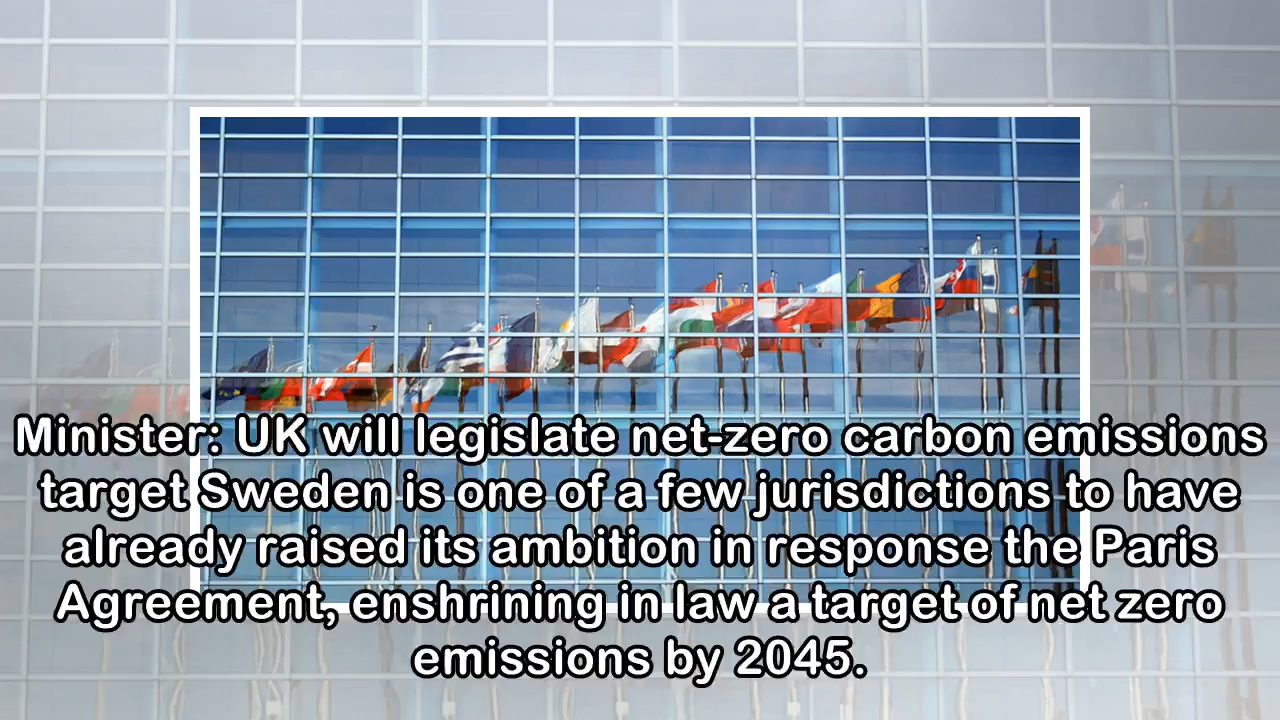 Minister: UK will legislate net-zero carbon emissions
target Sweden is one of a few jurisdictions to have
already raised its ambition in response the Paris
Agreement, enshrining in law a target of net zero
emissions by 2045.